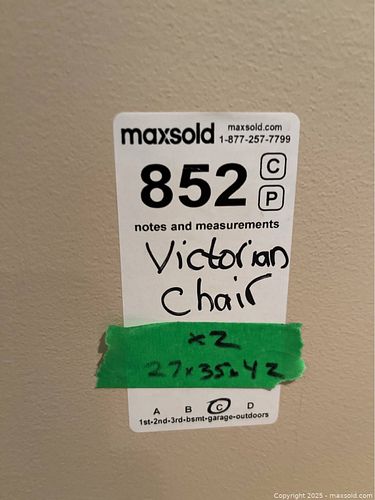 maxsold maxsold.com
1-877-257-7799
852 C
P
notes and measurements
Victorian
Chair
x2
27x35x42
A B C D
1st-2nd-3rd-bsmt-garage-outdoors
Copyright 2025 - maxsold.com